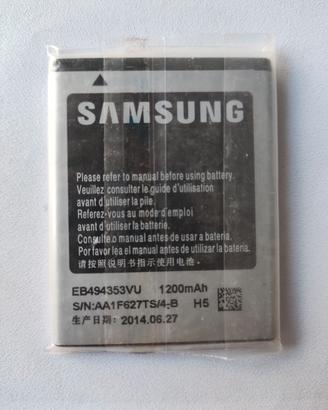 SAMSUNG
Please refer to manual before using battery.
Veuillez consulter le guide d'utilisation
avant d'utiliser la pile.
Referez-vous au mode d'emploi
avant d'utiliser la batterie.
Consulte o manual antes de usar a bateria.
Por favor lea el manual antes de usar la bateria.
请按照说明书指示使用电池.
EB494353VU 1200mAh
S/N:AA1F627TS/4-B H5
生产日期: 2014.06.27